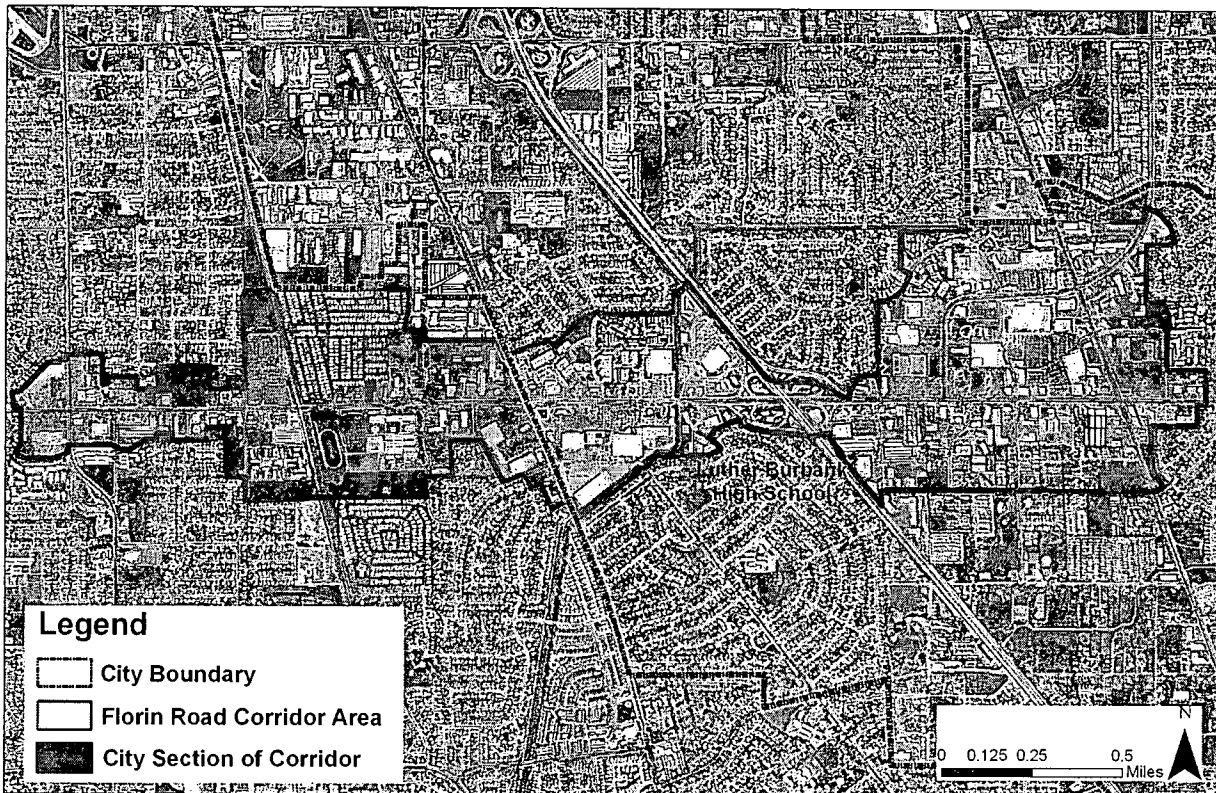 Luther Burbank
High School
Legend
City Boundary
Florin Road Corridor Area
City Section of Corridor
N
0 0.125 0.25 0.5
Miles